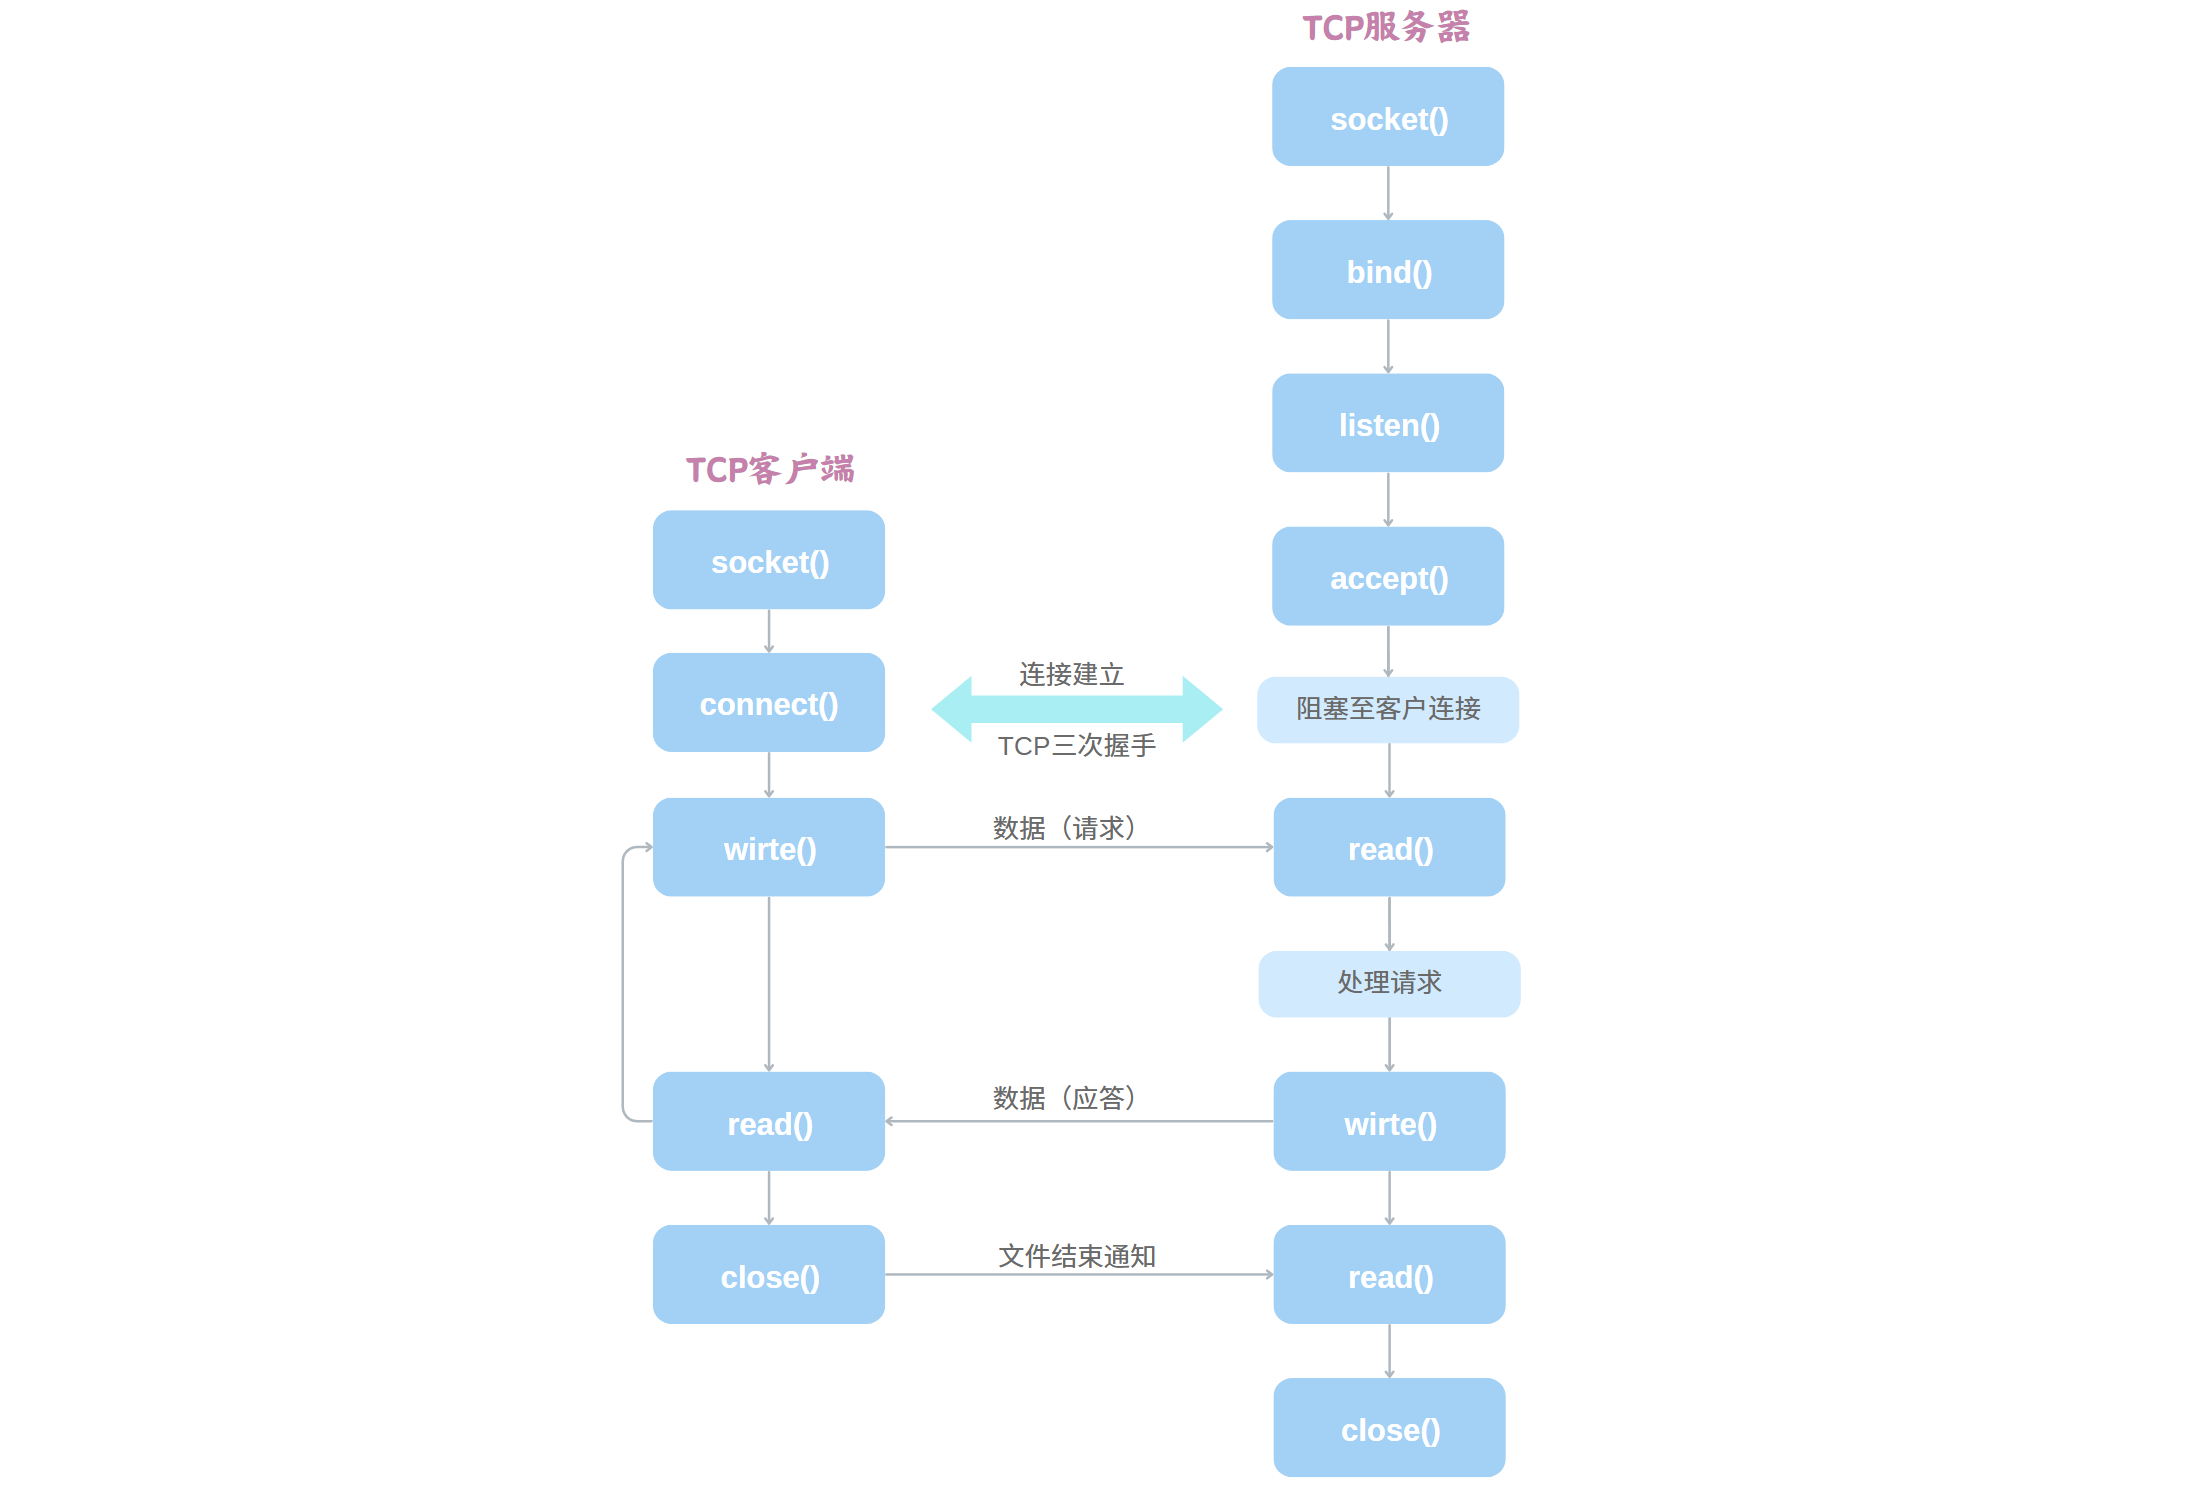 TCP服务器
socket()
bind()
listen()
accept()
阻塞至客户连接
read()
处理请求
wirte()
read()
close()
TCP客户端
socket()
connect()
wirte()
read()
close()
连接建立
TCP三次握手
数据（请求）
数据（应答）
文件结束通知